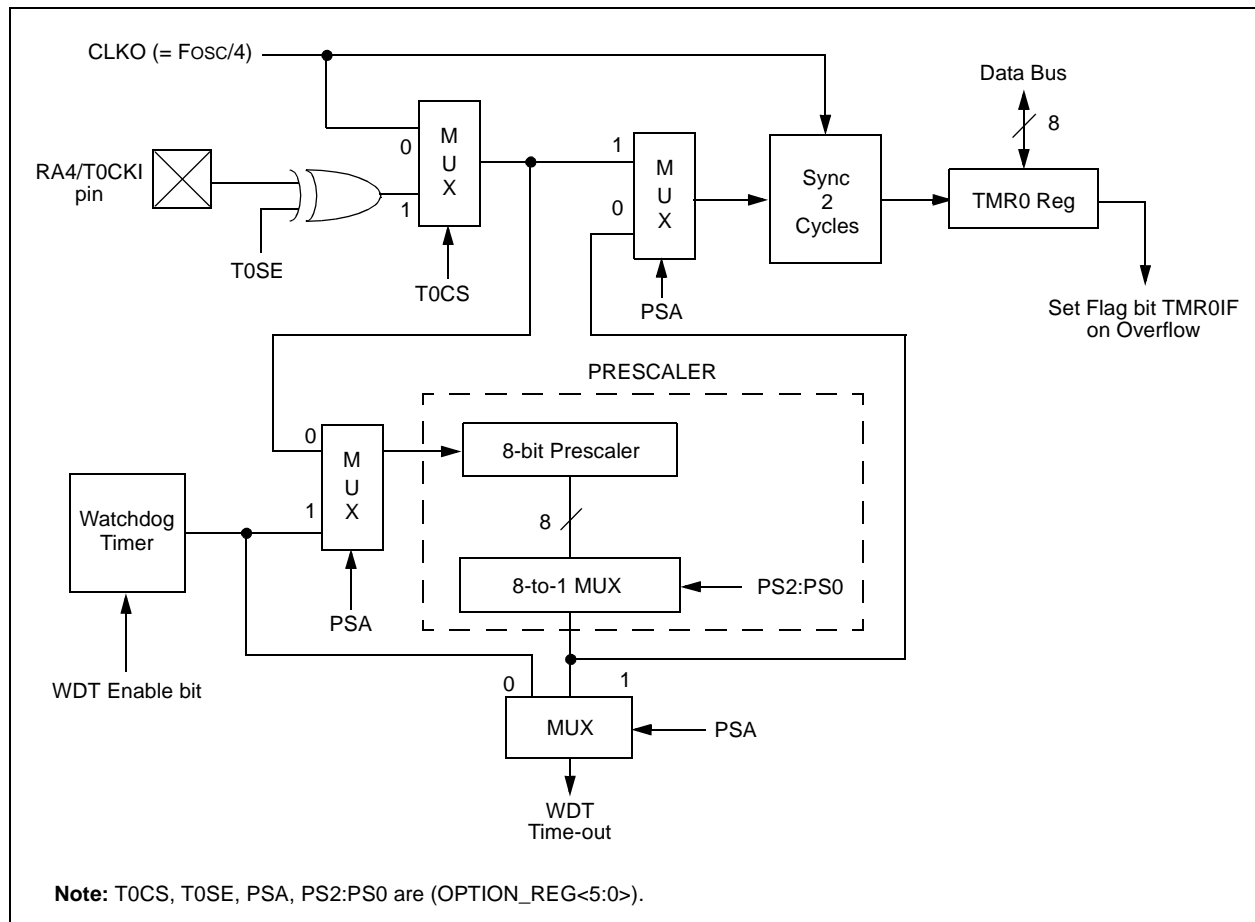 CLKO (= FOSC/4)
Data Bus
8
M
U
X
0
1
RA4/T0CKI
pin
T0SE
T0CS
1
0
M
U
X
PSA
Sync
2
Cycles
TMR0 Reg
Set Flag bit TMR0IF
on Overflow
PRESCALER
0
1
M
U
X
PSA
8-bit Prescaler
8
8-to-1 MUX
PS2:PS0
Watchdog
Timer
WDT Enable bit
0
1
MUX
PSA
WDT
Time-out
Note: T0CS, T0SE, PSA, PS2:PS0 are (OPTION_REG<5:0>).